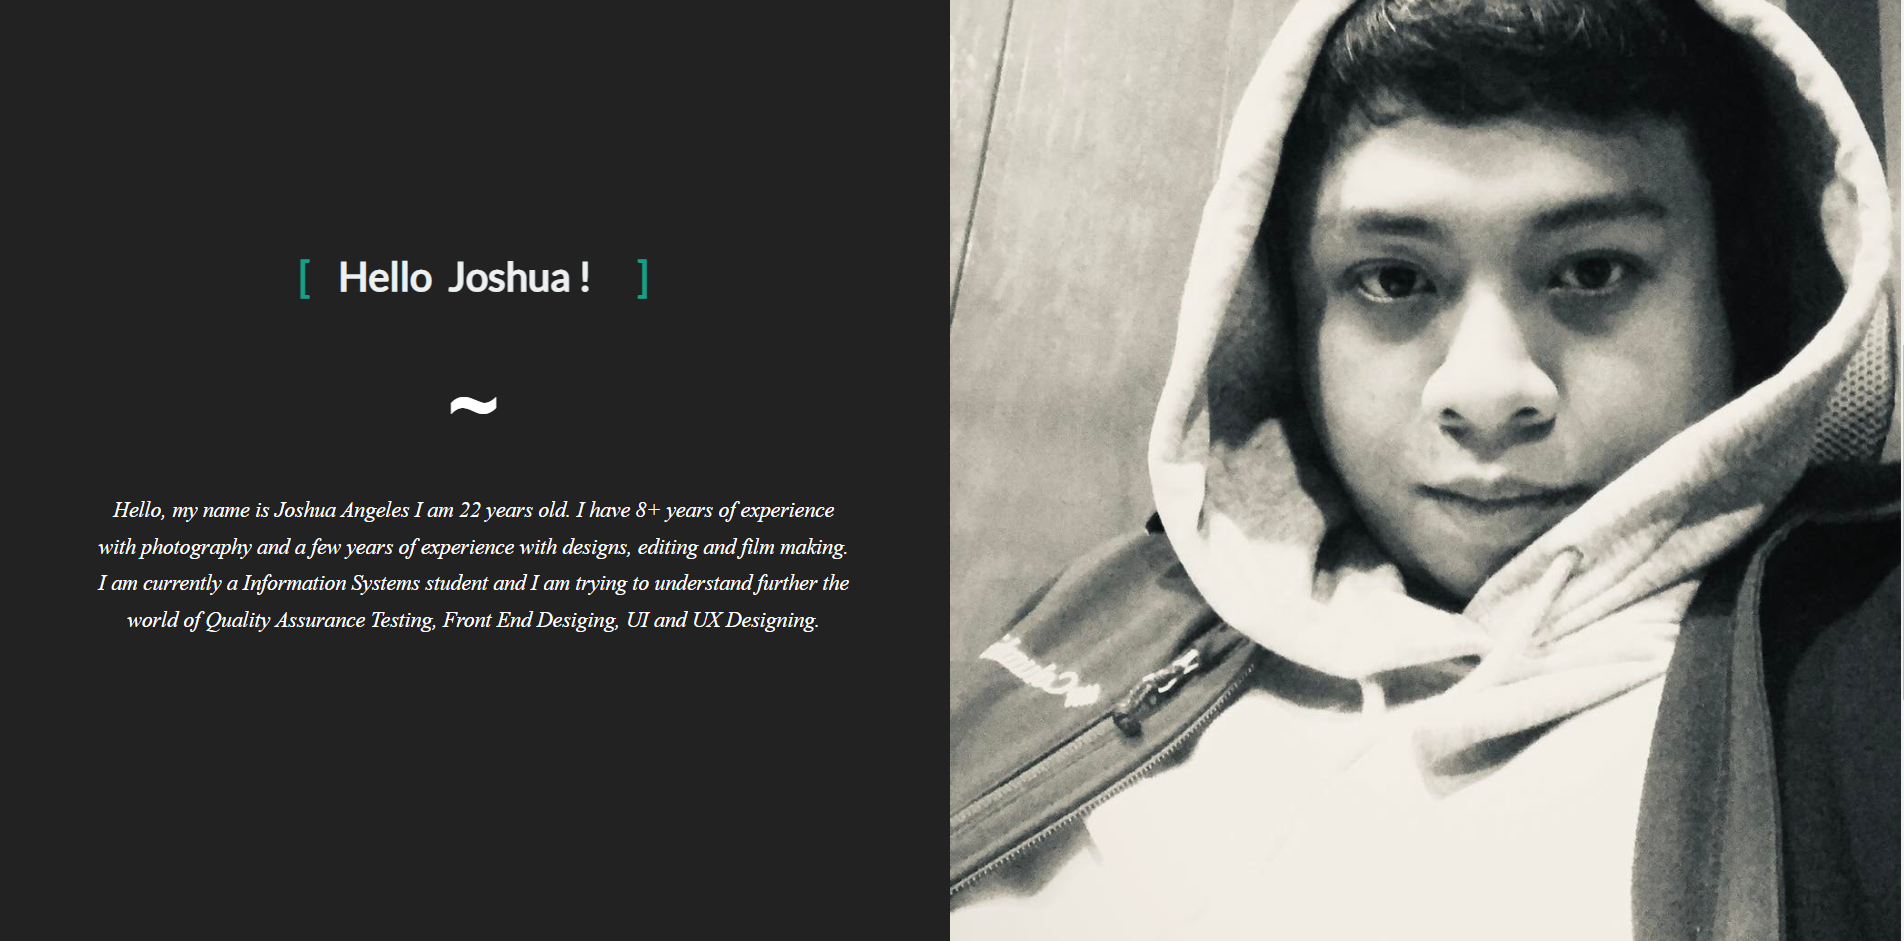 [ Hello Joshua ! ]
~
Hello, my name is Joshua Angeles I am 22 years old. I have 8+ years of experience
with photography and a few years of experience with designs, editing and film making.
I am currently a Information Systems student and I am trying to understand further the
world of Quality Assurance Testing, Front End Desiging, UI and UX Designing.